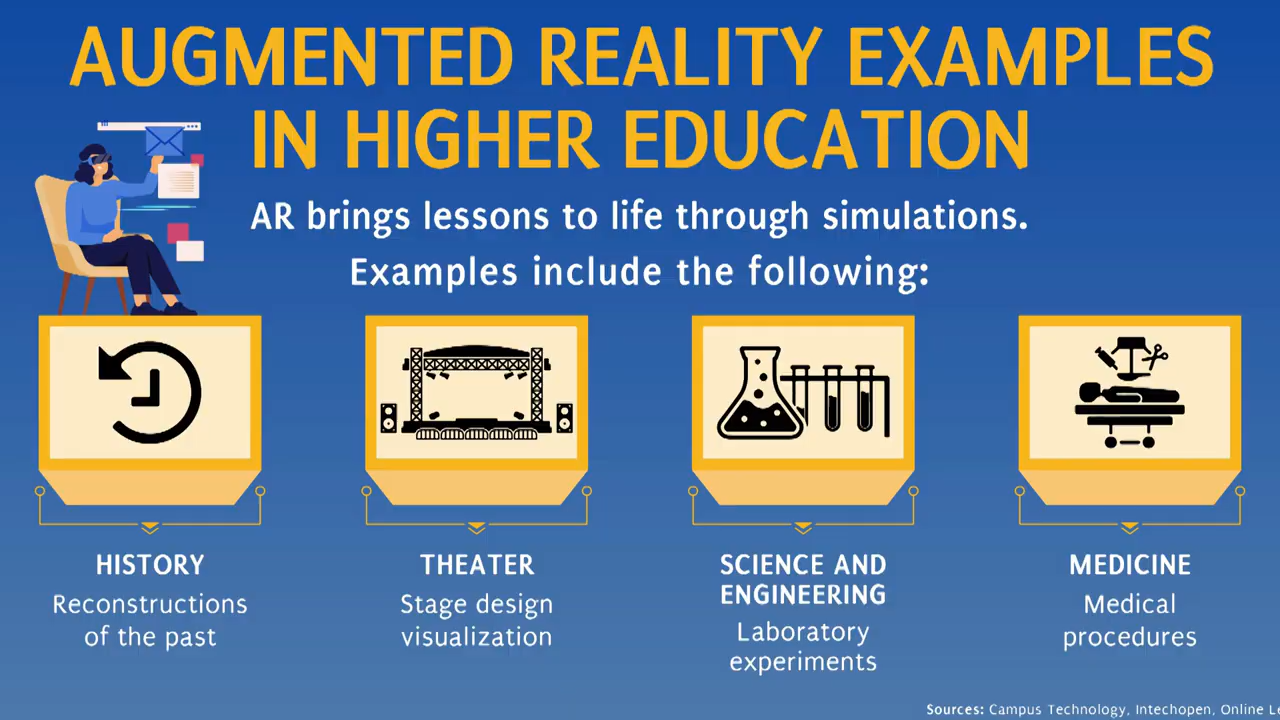 AUGMENTED REALITY EXAMPLES
IN HIGHER EDUCATION
AR brings lessons to life through simulations.
Examples include the following:
HISTORY
Reconstructions
of the past
THEATER
Stage design
visualization
SCIENCE AND
ENGINEERING
Laboratory
experiments
MEDICINE
Medical
procedures
Sources: Campus Technology, Intechopen, Online